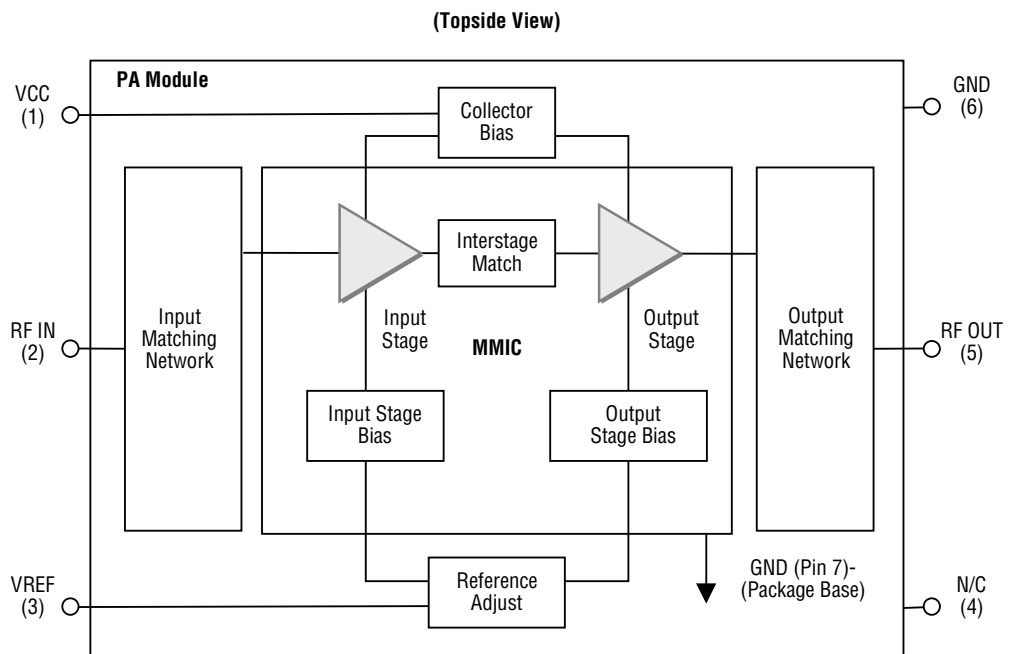 (Topside View)
PA Module
VCC
(1)
Collector
Bias
GND
(6)
Interstage
Match
Input
Stage
Output
Stage
MMIC
Input
Matching
Network
RF IN
(2)
Output
Matching
Network
RF OUT
(5)
Input Stage
Bias
Output
Stage Bias
VREF
(3)
Reference
Adjust
GND (Pin 7)-
(Package Base)
N/C
(4)